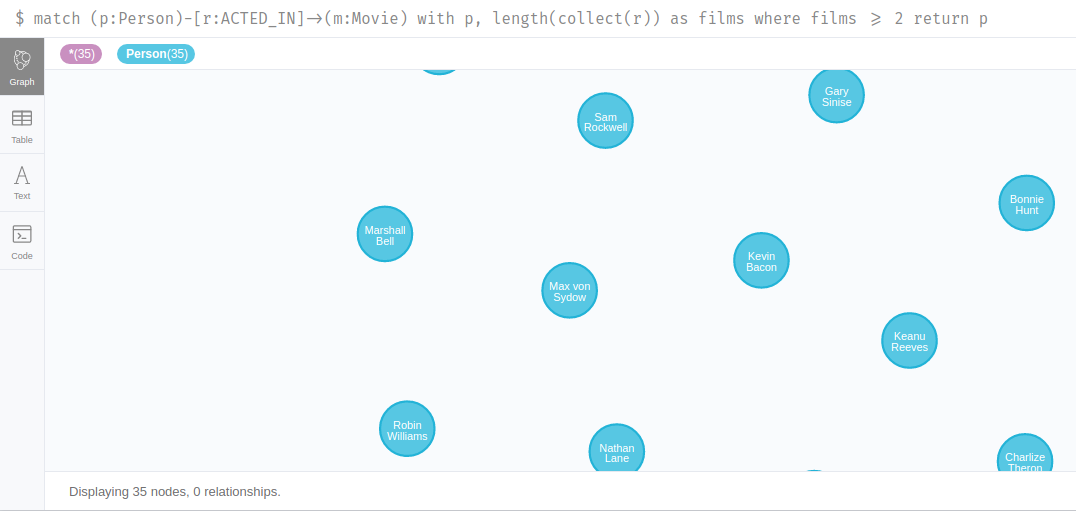 $ match (p:Person)-[r:ACTED_IN]->(m:Movie) with p, length(collect(r)) as films where films >= 2 return p
*(35) Person(35)
Graph
Table
Text
Code
Gary
Sinise
Sam
Rockwell
Bonnie
Hunt
Marshall
Bell
Kevin
Bacon
Max von
Sydow
Keanu
Reeves
Robin
Williams
Nathan
Lane
Charlize
Theron
Displaying 35 nodes, 0 relationships.